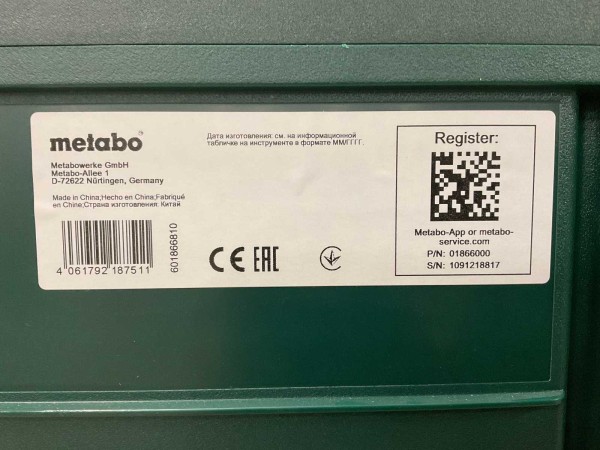 metabo®
Metabowerke GmbH
Metabo-Allee 1
D-72622 Nürtingen, Germany
Made in China;Hecho en China;Fabriqué
en China;Страна изготовления: Китай
4 061792 187511
601866810
Дата изготовления: см. на информационной
табличке на инструменте в формате ММ/ГГГГ.
CE EAC
Register:
Metabo-App or metabo-
service.com
P/N: 01866000
S/N: 1091218817